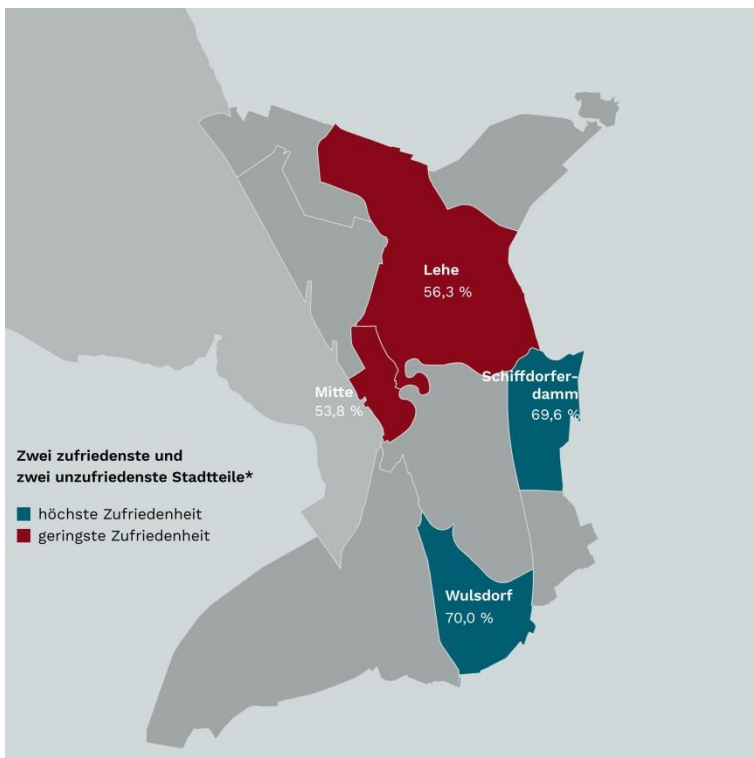 Lehe
56,3 %
Schiffdorfer-
damm
69,6 %
Mitte
53,8 %
Zwei zufriedenste und
zwei unzufriedenste Stadtteile*
höchste Zufriedenheit
geringste Zufriedenheit
Wulsdorf
70,0 %